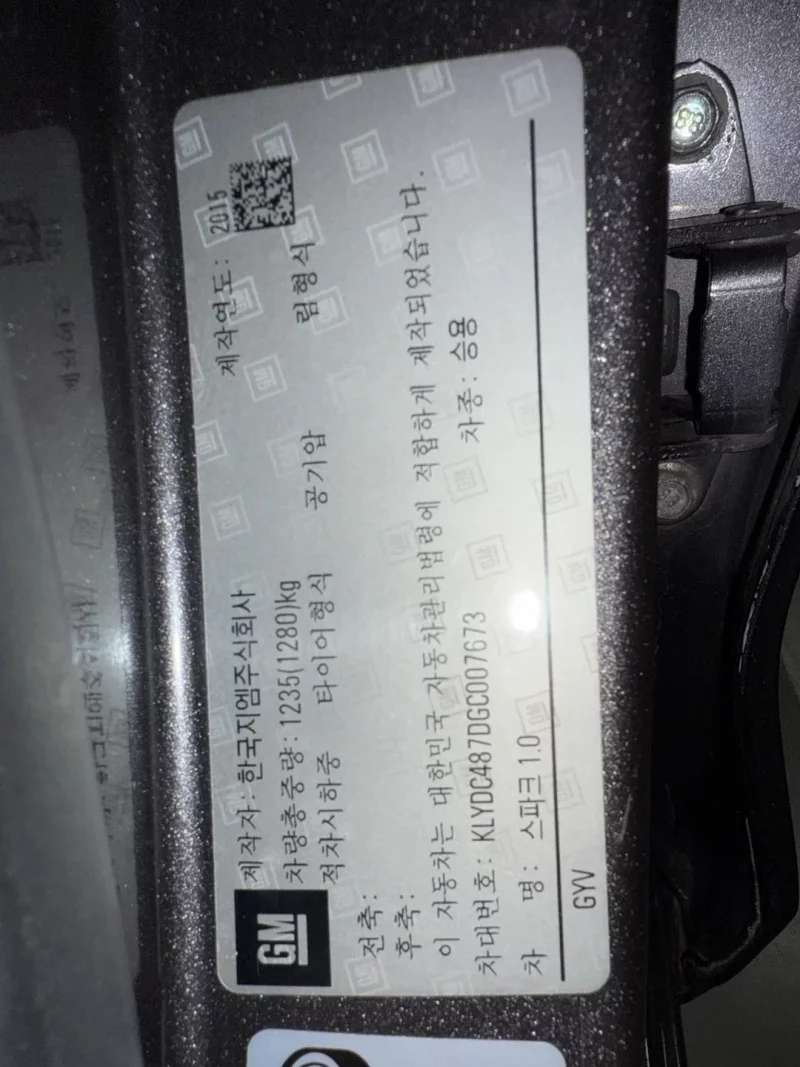 GM
제작자: 한국지엠주식회사 제작연도: 2015
차량총중량: 1235(1280)kg
적차시하중 타이어형식 공기압 림형식
전축:
후축:
이 자동차는 대한민국 자동차관리법령에 적합하게 제작되었습니다.
차대번호: KLYDC487DGC007673 차종: 승용
차 명: 스파크 1.0
GYV